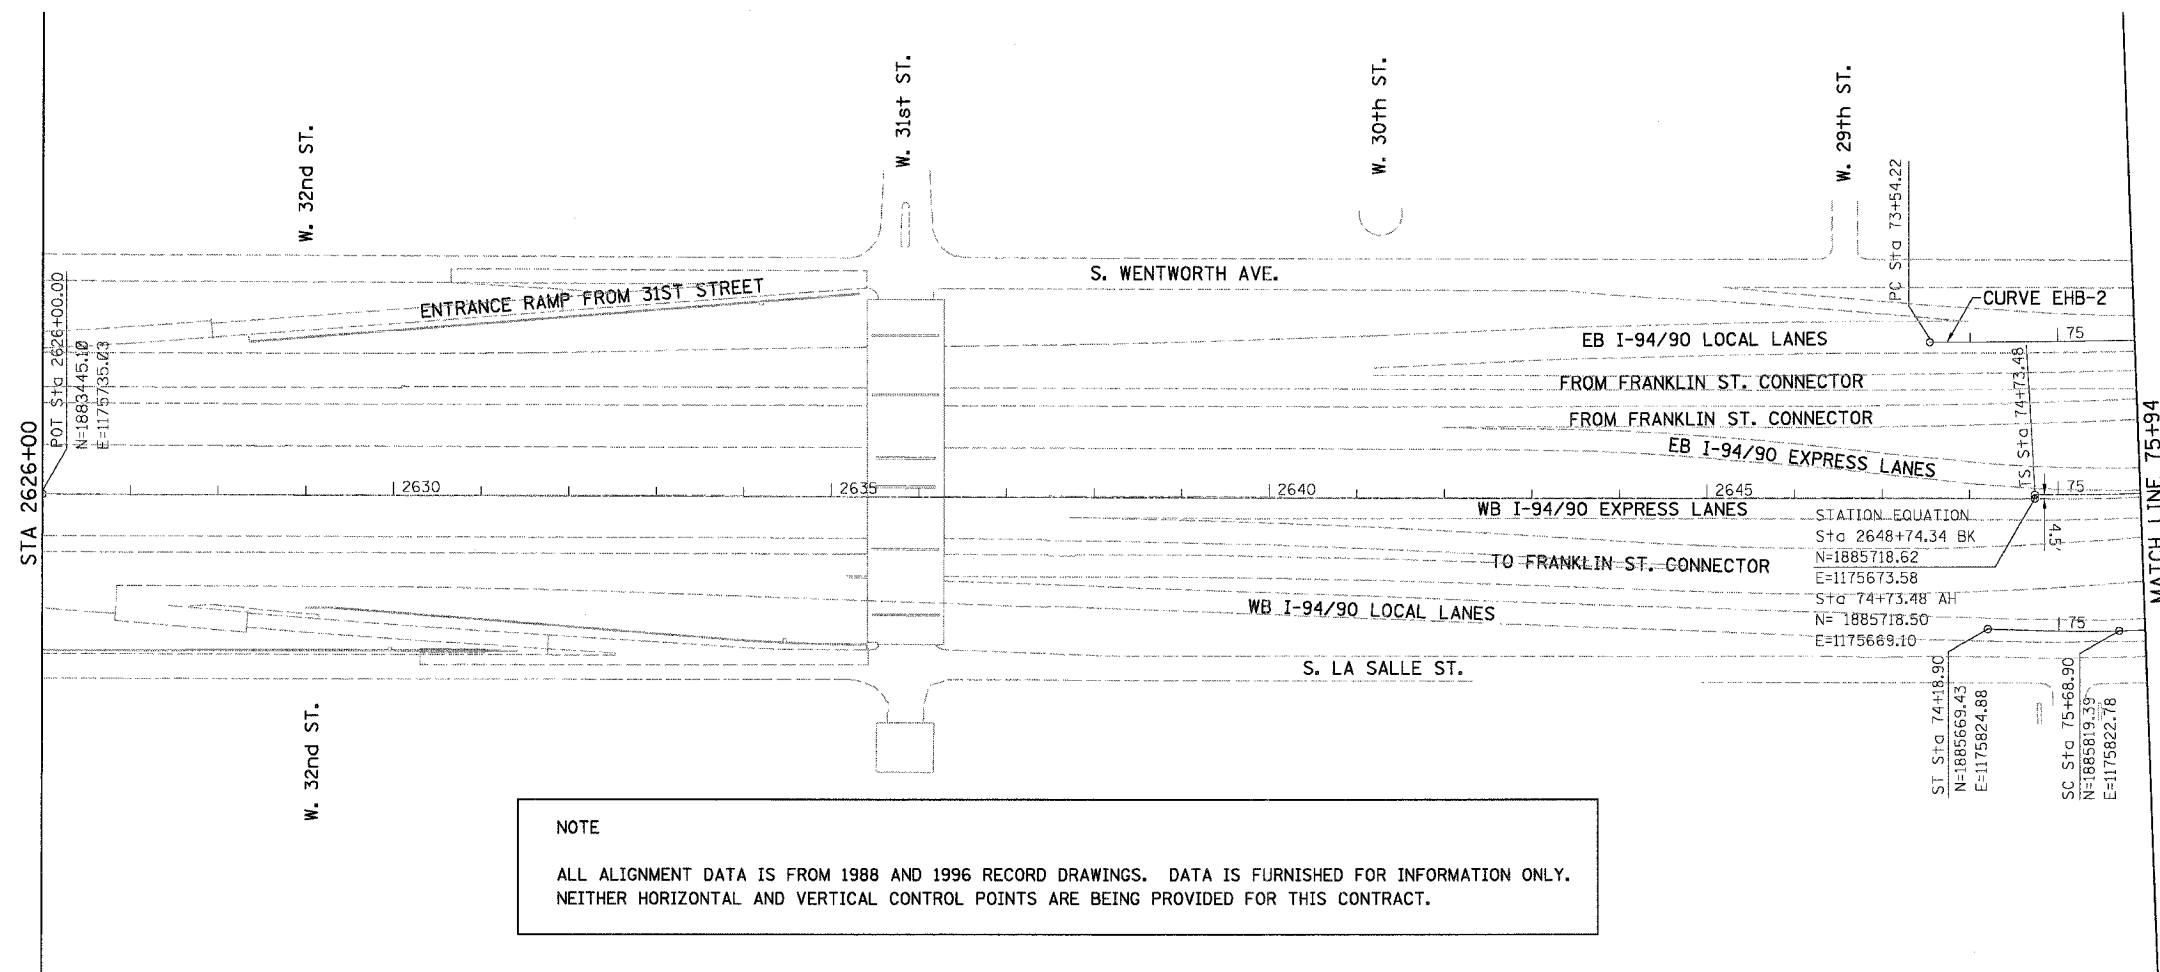 W. 32nd ST.
W. 31st ST.
W. 30th ST.
W. 29th ST.
PC Sta 73+54.22
S. WENTWORTH AVE.
CURVE EHB-2
ENTRANCE RAMP FROM 31ST STREET
EB I-94/90 LOCAL LANES
75
FROM FRANKLIN ST. CONNECTOR
FROM FRANKLIN ST. CONNECTOR
EB I-94/90 EXPRESS LANES
TS Sta 74+73.48
STA 2626+00
POT Sta 2626+00.00
N=1883445.10
E=1175735.03
2630
2635
2640
2645
75
4.5'
MATCH LINE 75+94
WB I-94/90 EXPRESS LANES
STATION EQUATION
Sta 2648+74.34 BK
N=1885718.62
E=1175673.58
Sta 74+73.48 AH
N= 1885718.50
E=1175669.10
TO FRANKLIN ST. CONNECTOR
WB I-94/90 LOCAL LANES
75
S. LA SALLE ST.
W. 32nd ST.
ST Sta 74+18.90
N=1885669.43
E=1175824.88
SC Sta 75+68.90
N=1885819.39
E=1175822.78
NOTE
ALL ALIGNMENT DATA IS FROM 1988 AND 1996 RECORD DRAWINGS. DATA IS FURNISHED FOR INFORMATION ONLY.
NEITHER HORIZONTAL AND VERTICAL CONTROL POINTS ARE BEING PROVIDED FOR THIS CONTRACT.